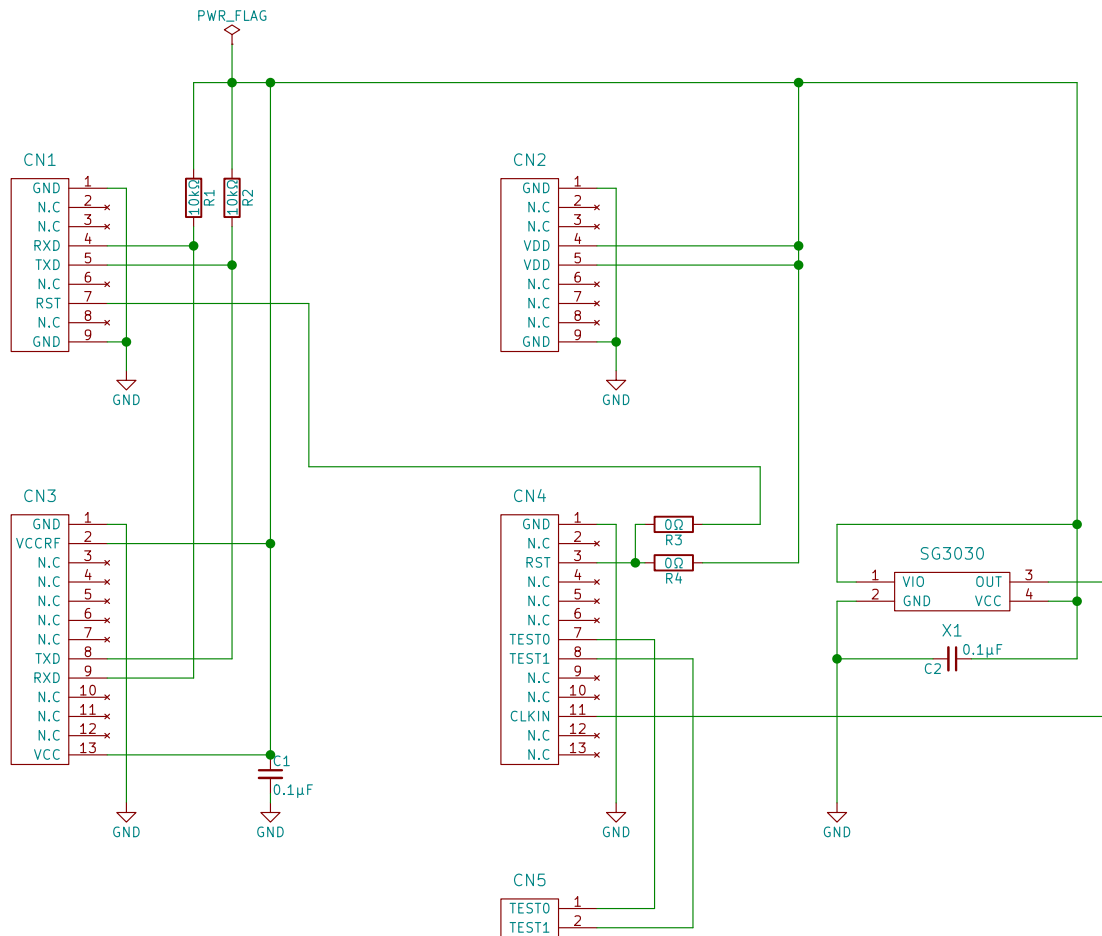 PWR_FLAG
CN1
GND 1
N.C 2
N.C 3
RXD 4
TXD 5
N.C 6
RST 7
N.C 8
GND 9
GND
10kΩ
R1
10kΩ
R2
CN2
GND 1
N.C 2
N.C 3
VDD 4
VDD 5
N.C 6
N.C 7
N.C 8
GND 9
GND
CN3
GND 1
VCCRF 2
N.C 3
N.C 4
N.C 5
N.C 6
N.C 7
TXD 8
RXD 9
N.C 10
N.C 11
N.C 12
VCC 13
GND
C1
0.1µF
GND
CN4
GND 1
N.C 2
RST 3
N.C 4
N.C 5
N.C 6
TEST0 7
TEST1 8
N.C 9
N.C 10
CLKIN 11
N.C 12
N.C 13
GND
0Ω
R3
0Ω
R4
SG3030
1 VIO OUT 3
2 GND VCC 4
X1
0.1µF
C2
GND
CN5
TEST0 1
TEST1 2